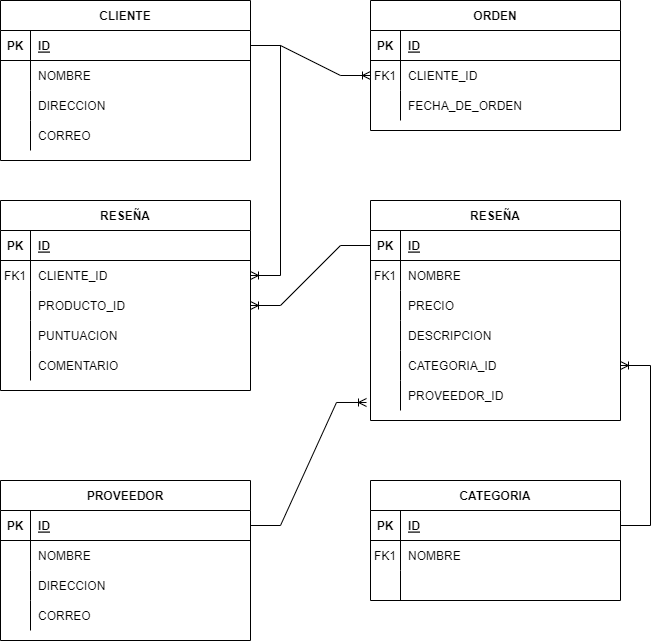 CLIENTE
PK ID
NOMBRE
DIRECCION
CORREO
ORDEN
PK ID
FK1 CLIENTE_ID
FECHA_DE_ORDEN
RESEÑA
PK ID
FK1 CLIENTE_ID
PRODUCTO_ID
PUNTUACION
COMENTARIO
RESEÑA
PK ID
FK1 NOMBRE
PRECIO
DESCRIPCION
CATEGORIA_ID
PROVEEDOR_ID
PROVEEDOR
PK ID
NOMBRE
DIRECCION
CORREO
CATEGORIA
PK ID
FK1 NOMBRE